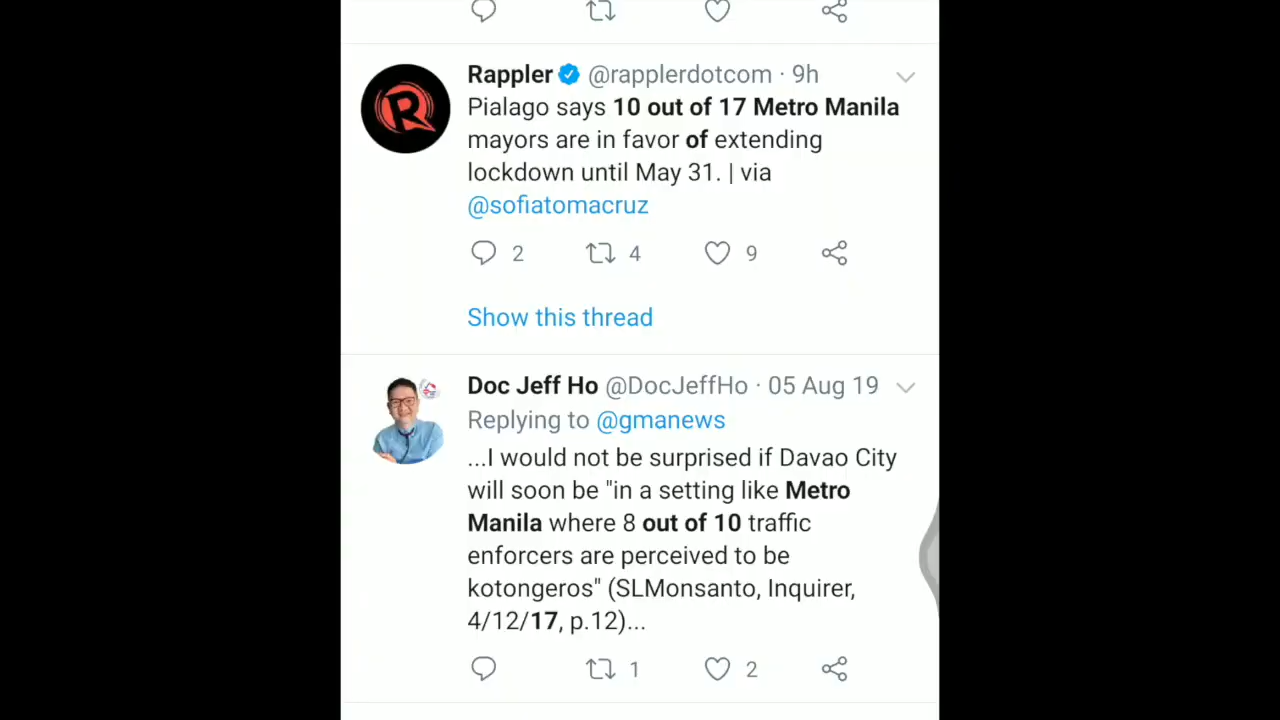 Rappler @rapplerdotcom · 9h
Pialago says 10 out of 17 Metro Manila
mayors are in favor of extending
lockdown until May 31. | via
@sofiatomacruz
2 4 9
Show this thread
Doc Jeff Ho @DocJeffHo · 05 Aug 19
Replying to @gmanews
...I would not be surprised if Davao City
will soon be "in a setting like Metro
Manila where 8 out of 10 traffic
enforcers are perceived to be
kotongeros" (SLMonsanto, Inquirer,
4/12/17, p.12)...
1 2